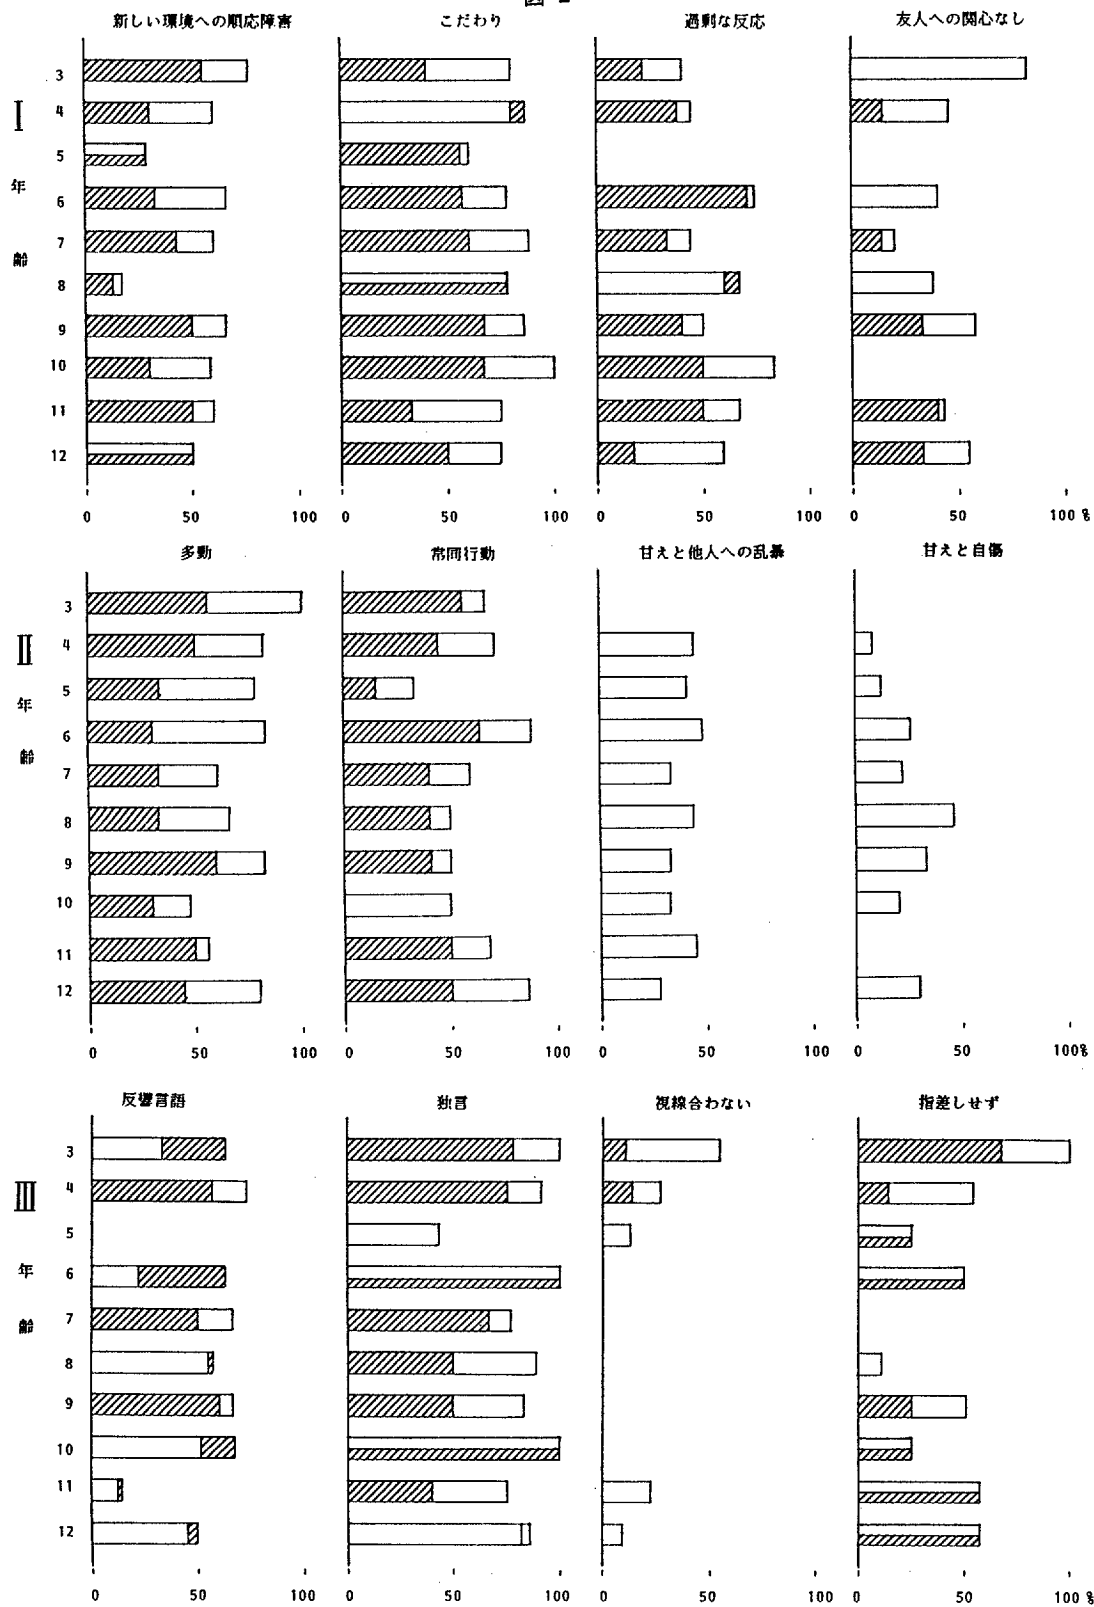 新しい環境への順応障害 こだわり 過剰な反応 友人への関心なし
3
I 4
5
年
6
7
齢
8
9
10
11
12
0 50 100 0 50 100 0 50 100 0 50 100 %
多動 常同行動 甘えと他人への乱暴 甘えと自傷
3
II 4
5
年
6
齢
7
8
9
10
11
12
0 50 100 0 50 100 0 50 100 0 50 100%
反響言語 独言 視線合わない 指差しせず
3
III 4
5
年
6
齢
7
8
9
10
11
12
0 50 100 0 50 100 0 50 100 0 50 100 %